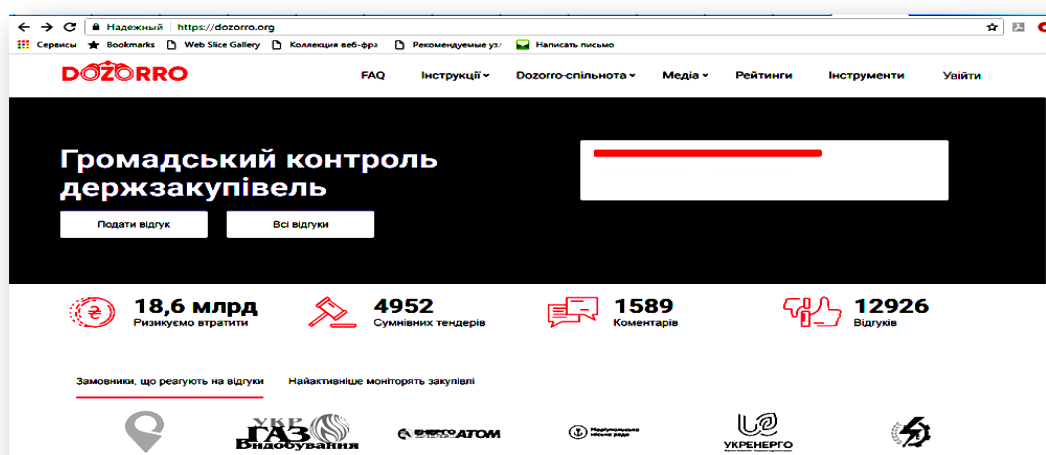 Надежный | https://dozorro.org
Сервисы Bookmarks Web Slice Gallery Коллекция веб-фра Рекомендуемые уз Написать письмо
DOZORRO FAQ Інструкції Dozorro-спільнота Медіа Рейтинги Інструменти Увійти
Громадський контроль
держзакупівель
Подати відгук Всі відгуки
18,6 млрд 4952 1589 12926
Ризикуємо втратити Сумнівних тендерів Коментарів Відгуків
Замовники, що реагують на відгуки Найактивніше моніторять закупівлі
УКР
ГАЗ
Видобування
ЕНЕРГОАТОМ
УКРЕНЕРГО